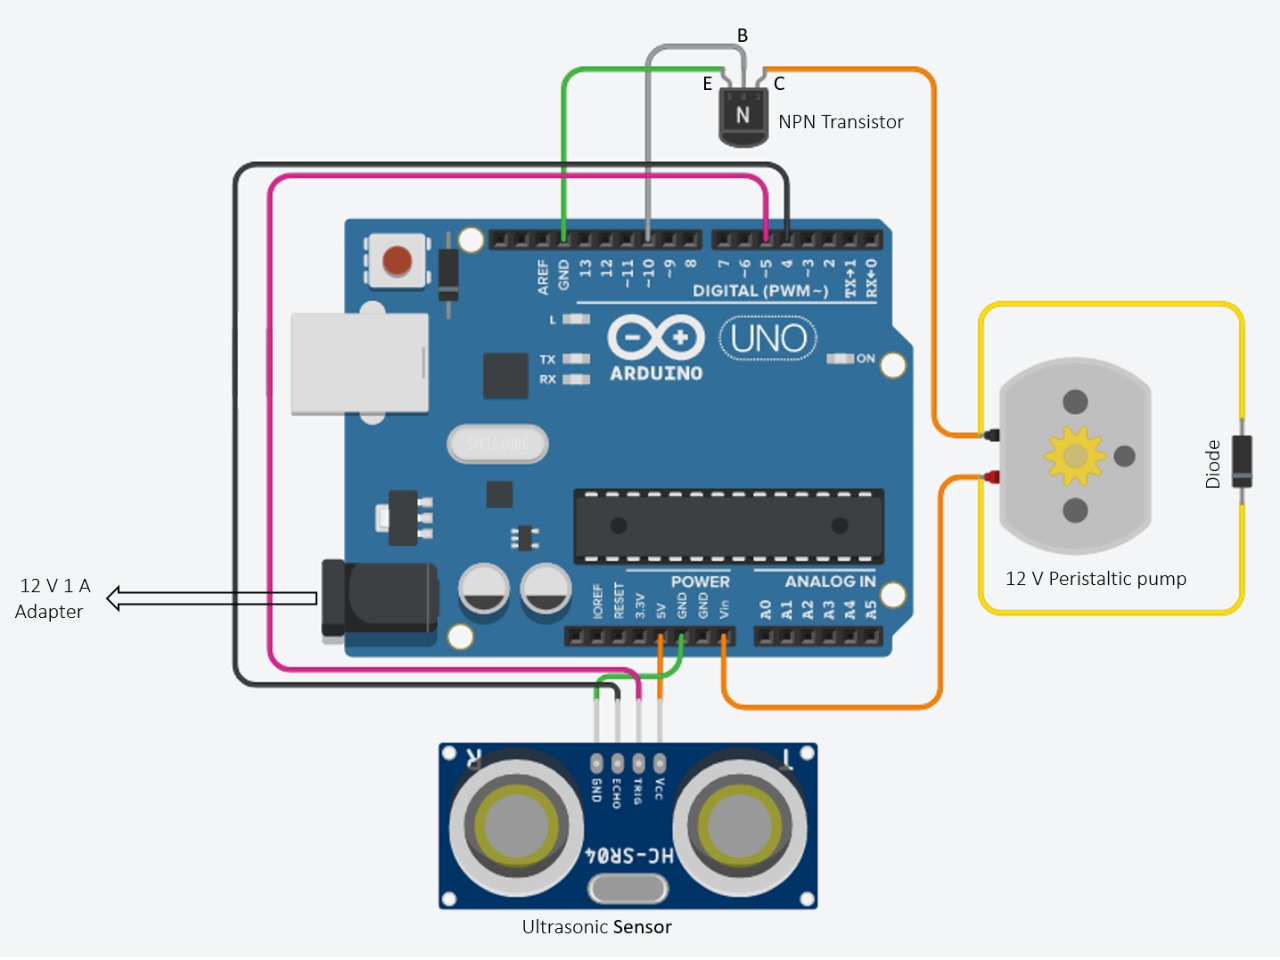 B
E
C
N
NPN Transistor
AREF
GND
13
12
~11
~10
~9
8
7
~6
~5
4
~3
2
TX→1
RX←0
DIGITAL (PWM~)
L
TX
RX
ARDUINO
UNO
ON
SPK16.000G
Diode
12 V Peristaltic pump
12 V 1 A
Adapter
POWER
ANALOG IN
IOREF
RESET
3.3V
5V
GND
GND
Vin
A0
A1
A2
A3
A4
A5
R
T
GND
ECHO
TRIG
Vcc
HC-SR04
Ultrasonic Sensor